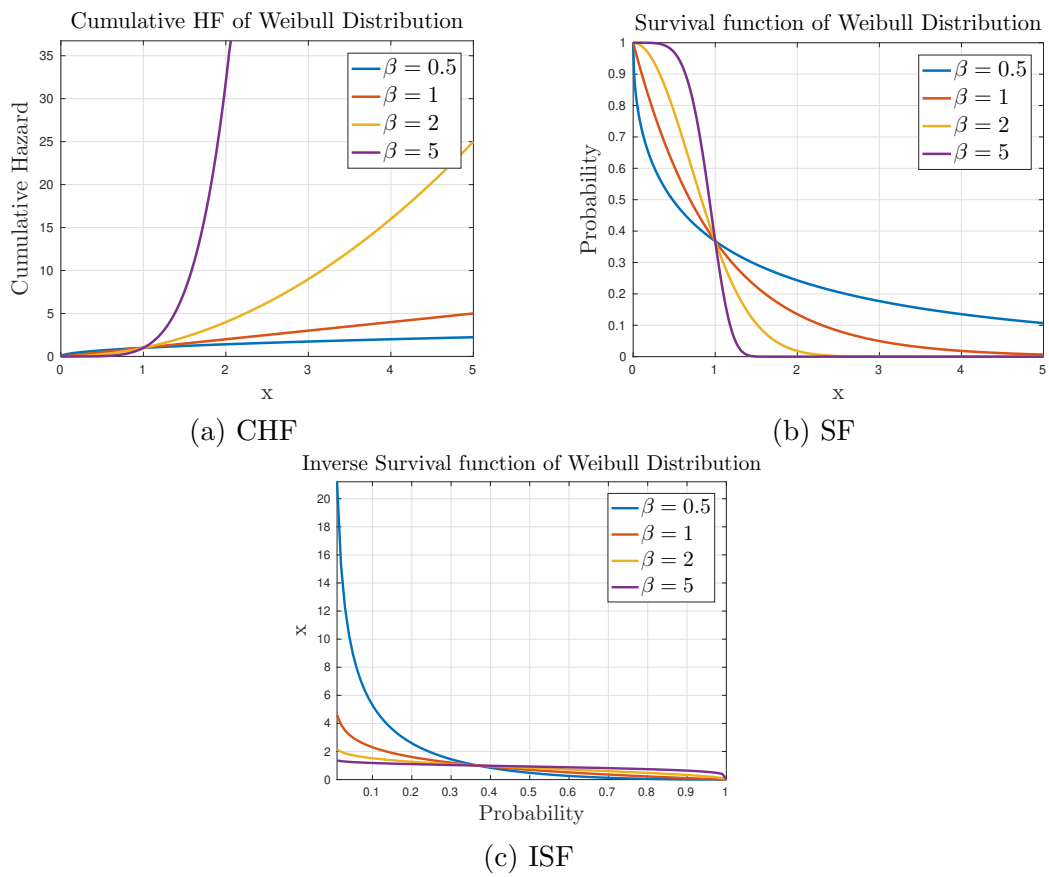 Cumulative HF of Weibull Distribution
35
30
25
20
15
10
5
0
0 1 2 3 4 5
Cumulative Hazard
x
β = 0.5
β = 1
β = 2
β = 5
(a) CHF
Survival function of Weibull Distribution
1
0.9
0.8
0.7
0.6
0.5
0.4
0.3
0.2
0.1
0
0 1 2 3 4 5
Probability
x
β = 0.5
β = 1
β = 2
β = 5
(b) SF
Inverse Survival function of Weibull Distribution
20
18
16
14
12
10
8
6
4
2
0
0.1 0.2 0.3 0.4 0.5 0.6 0.7 0.8 0.9 1
x
Probability
β = 0.5
β = 1
β = 2
β = 5
(c) ISF